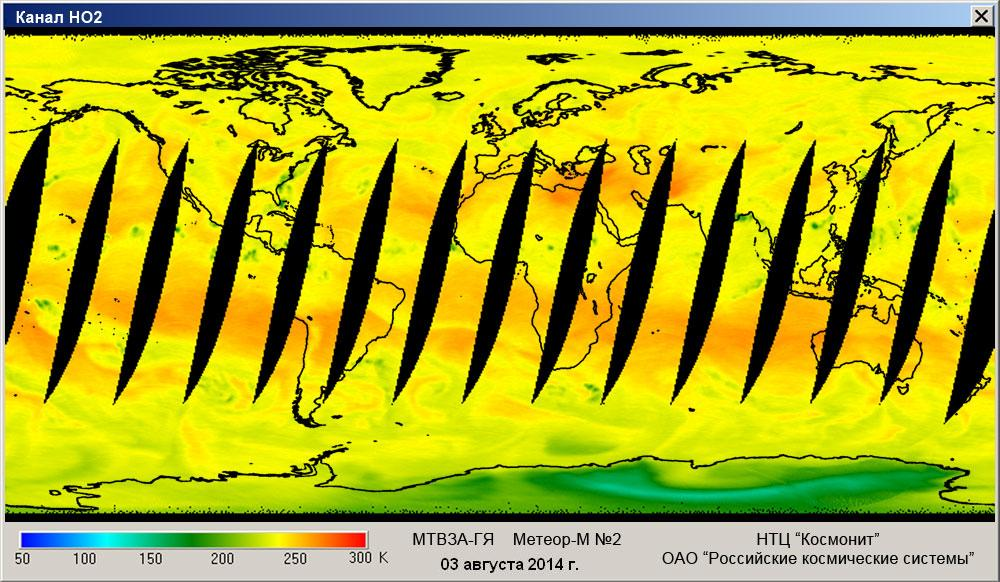 Канал НО2
50 100 150 200 250 300 K
МТВЗА-ГЯ Метеор-М №2
03 августа 2014 г.
НТЦ “Космонит”
ОАО “Российские космические системы”